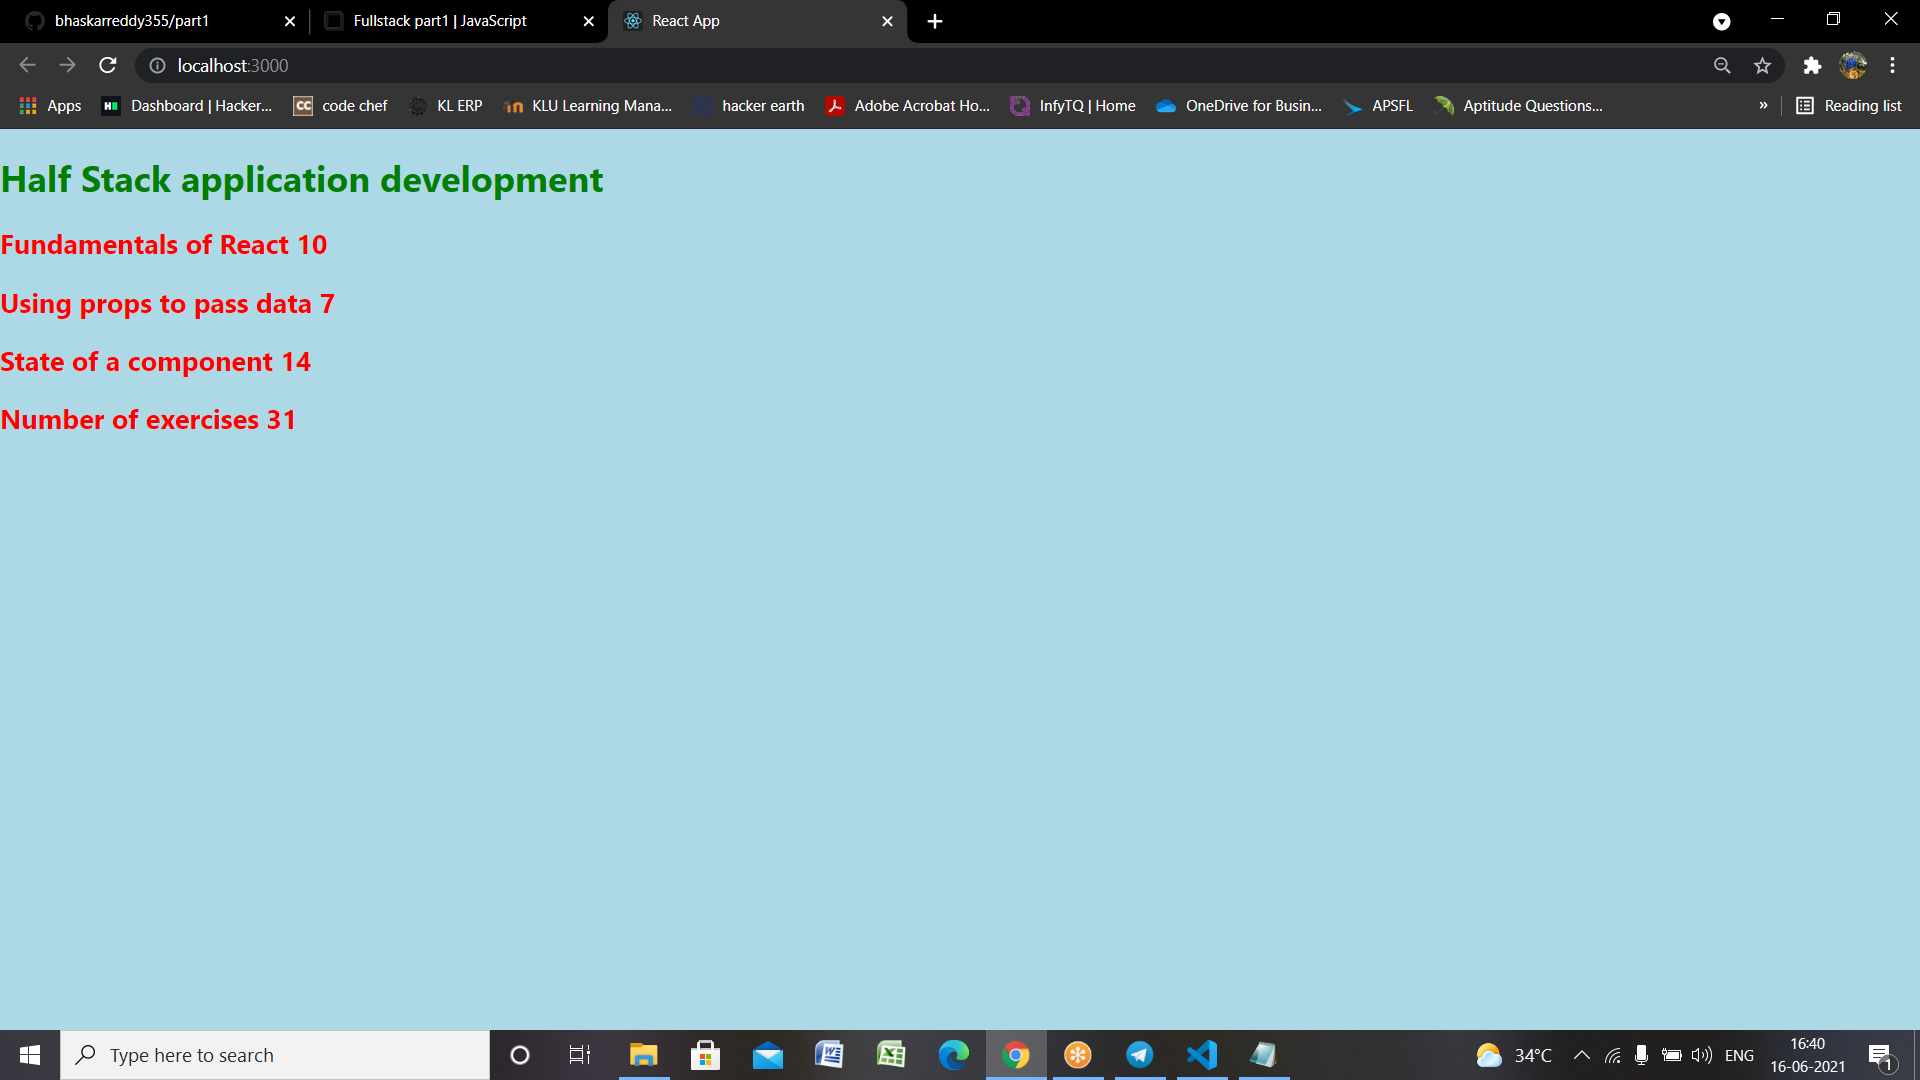 bhaskarreddy355/part1
Fullstack part1 | JavaScript
React App
localhost:3000
Apps
Dashboard | Hacker...
CC code chef
KL ERP
KLU Learning Mana...
hacker earth
Adobe Acrobat Ho...
InfyTQ | Home
OneDrive for Busin...
APSFL
Aptitude Questions...
»
Reading list
Half Stack application development
Fundamentals of React 10
Using props to pass data 7
State of a component 14
Number of exercises 31
Type here to search
34°C
ENG
16:40
16-06-2021
1